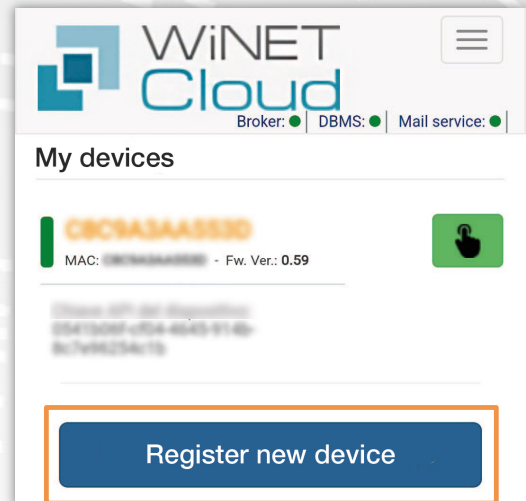 WiNET
Cloud
Broker: ● | DBMS: ● | Mail service: ● |
My devices
MAC: - Fw. Ver.: 0.59
Register new device